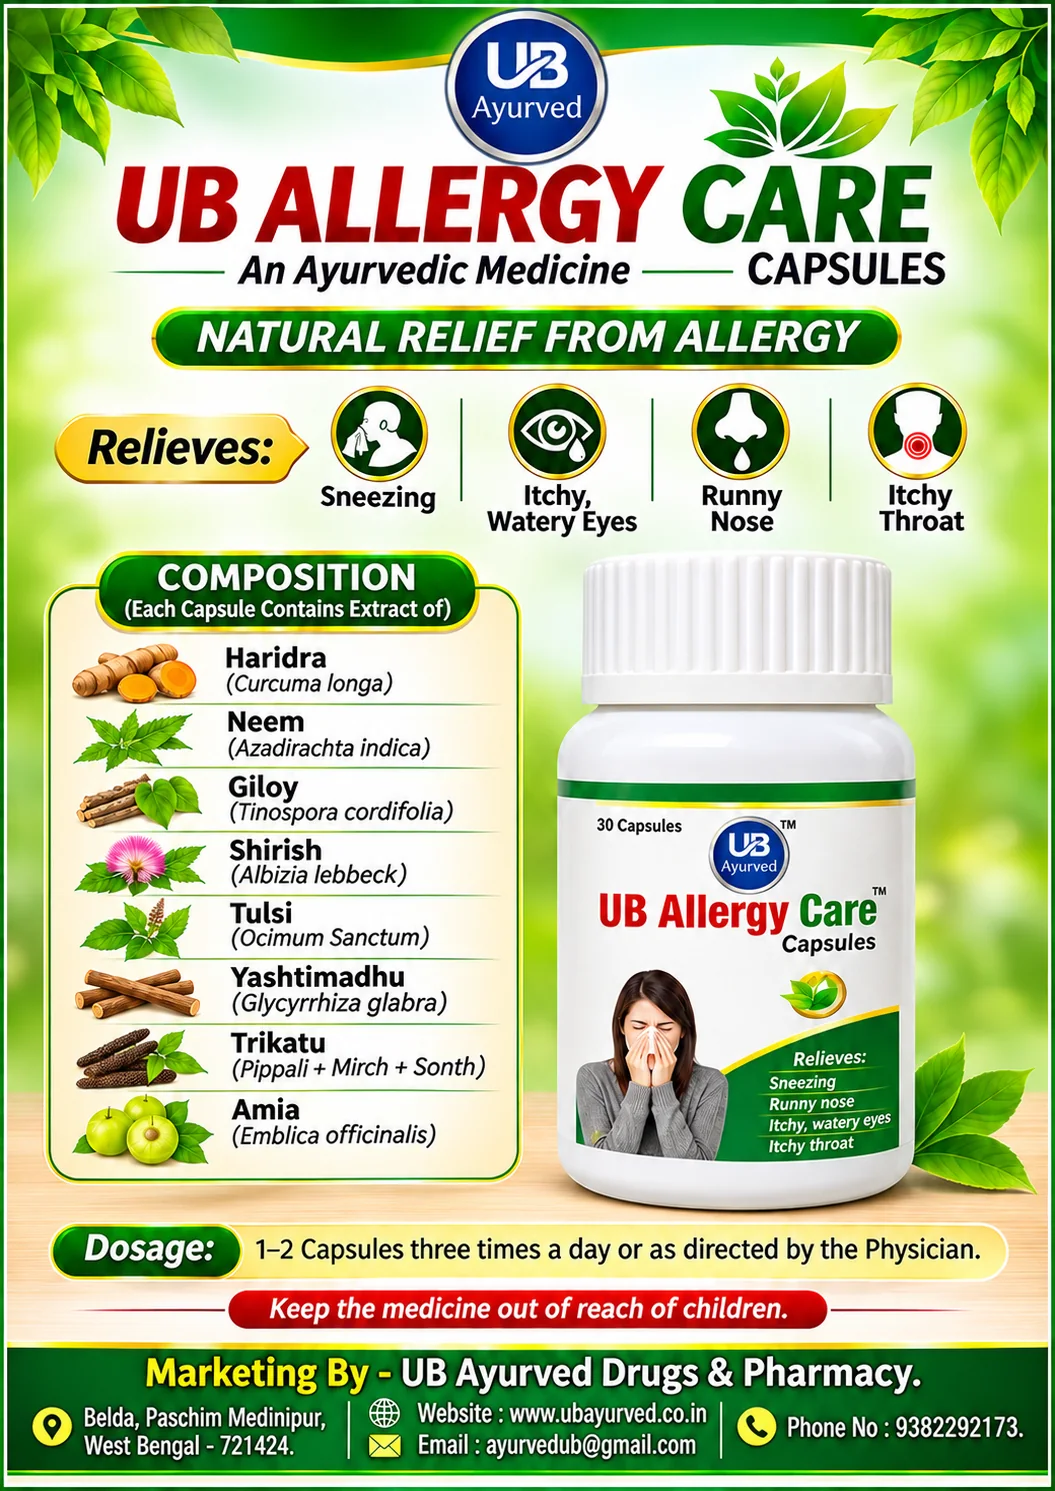 UB
Ayurved
UB ALLERGY CARE
An Ayurvedic Medicine
CAPSULES
NATURAL RELIEF FROM ALLERGY
Relieves:
Sneezing
Itchy,
Watery Eyes
Runny
Nose
Itchy
Throat
COMPOSITION
(Each Capsule Contains Extract of)
Haridra
(Curcuma longa)
Neem
(Azadirachta indica)
Giloy
(Tinospora cordifolia)
Shirish
(Albizia lebbeck)
Tulsi
(Ocimum Sanctum)
Yashtimadhu
(Glycyrrhiza glabra)
Trikatu
(Pippali + Mirch + Sonth)
Amia
(Emblica officinalis)
30 Capsules
UB TM
Ayurved
UB Allergy Care TM
Capsules
Relieves:
Sneezing
Runny nose
Itchy, watery eyes
Itchy throat
Dosage: 1–2 Capsules three times a day or as directed by the Physician.
Keep the medicine out of reach of children.
Marketing By - UB Ayurved Drugs & Pharmacy.
Belda, Paschim Medinipur,
West Bengal - 721424.
Website : www.ubayurved.co.in
Email : ayurvedub@gmail.com
Phone No : 9382292173.